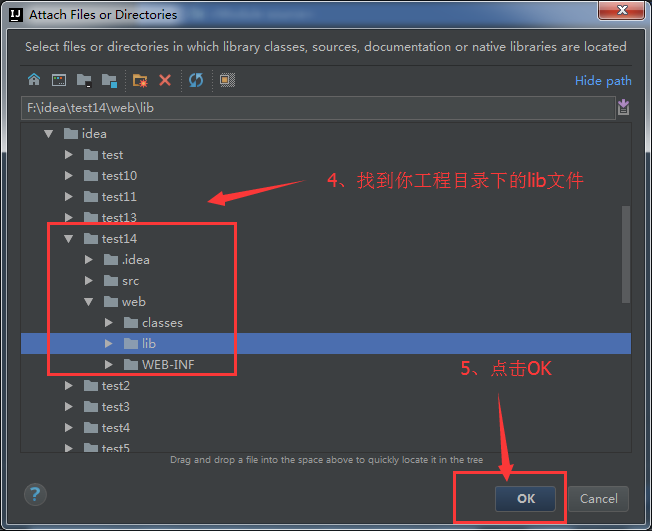 Attach Files or Directories
Select files or directories in which library classes, sources, documentation or native libraries are located
Hide path
F:\idea\test14\web\lib
idea
test
test10
4、找到你工程目录下的lib文件
test11
test13
test14
.idea
src
web
classes
lib
WEB-INF
5、点击OK
test2
test3
test4
test5
Drag and drop a file into the space above to quickly locate it in the tree
?
OK
Cancel